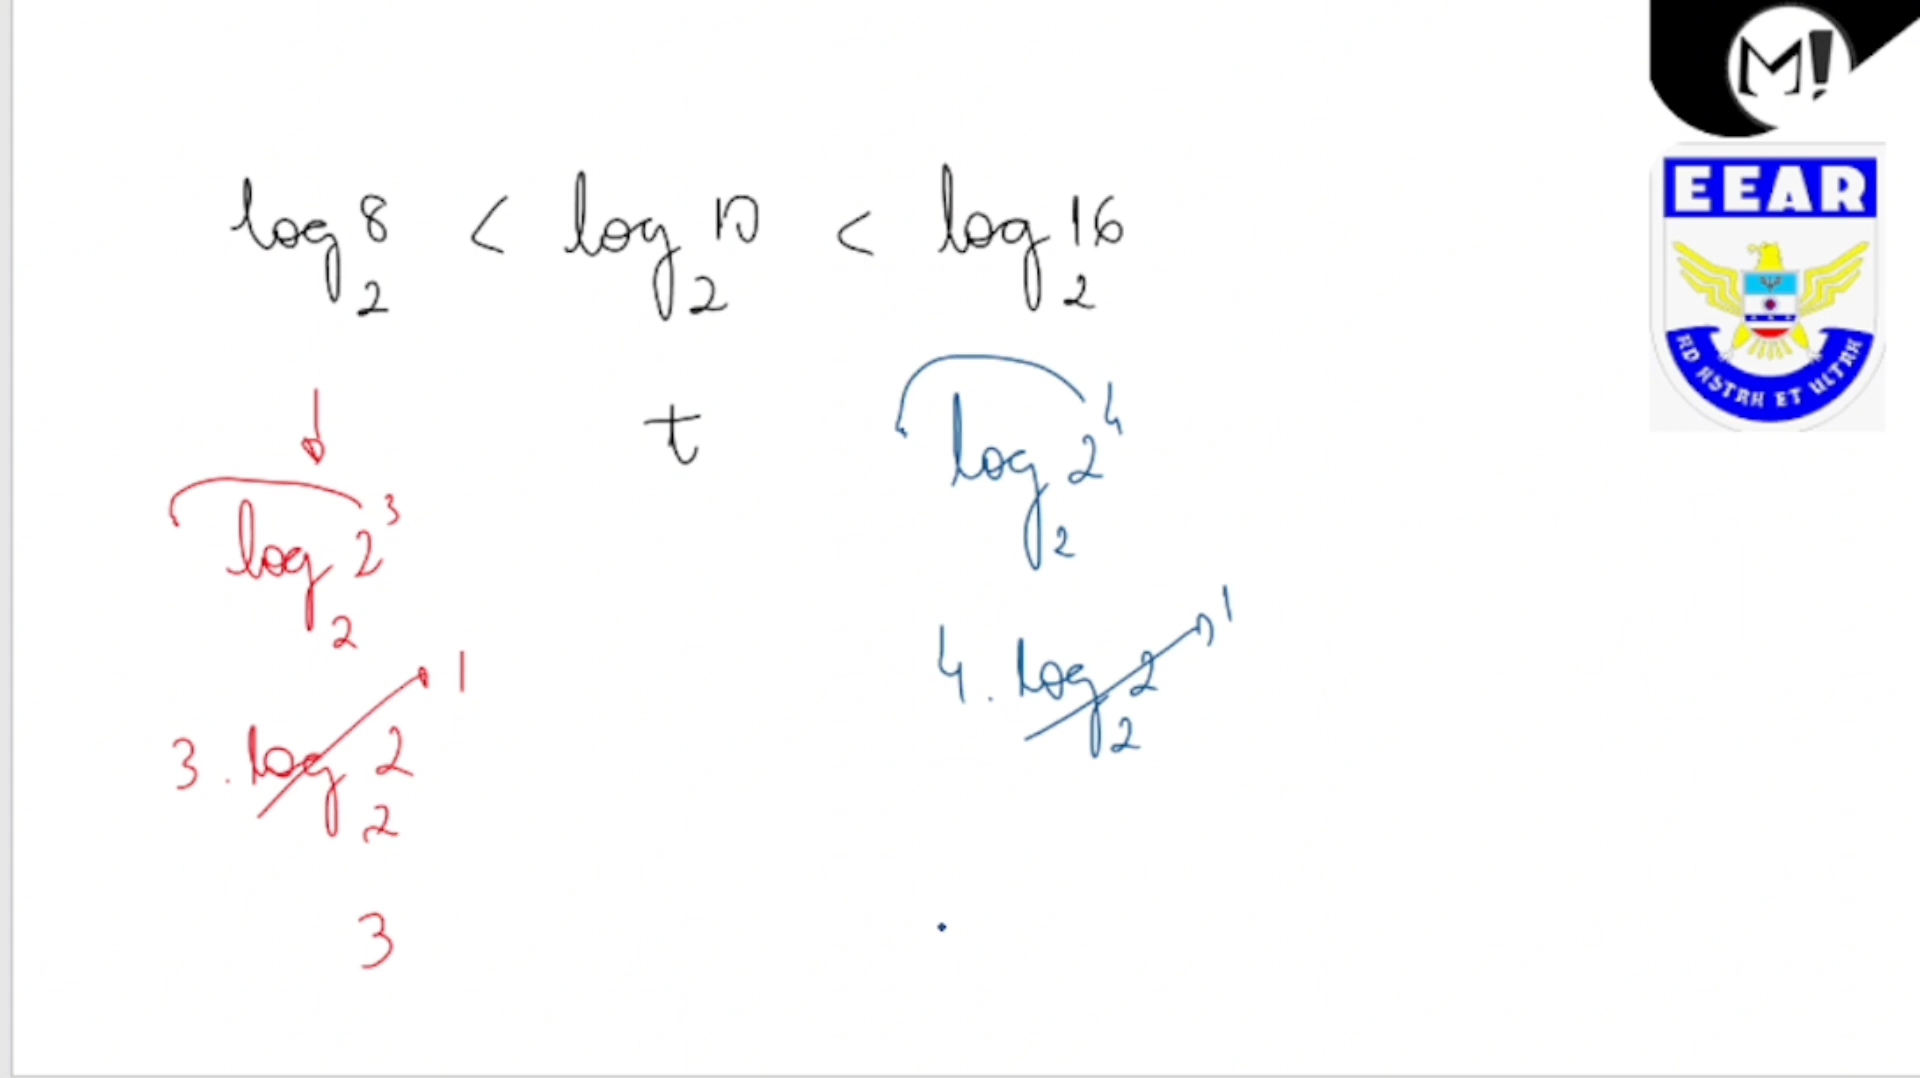 M!
EEAR
AD ASTRA ET ULTRA
log₂ 8 < log₂ 10 < log₂ 16
t
log₂ 2³
log₂ 2⁴
3 . log₂ 2 1
4 . log₂ 2 1
3